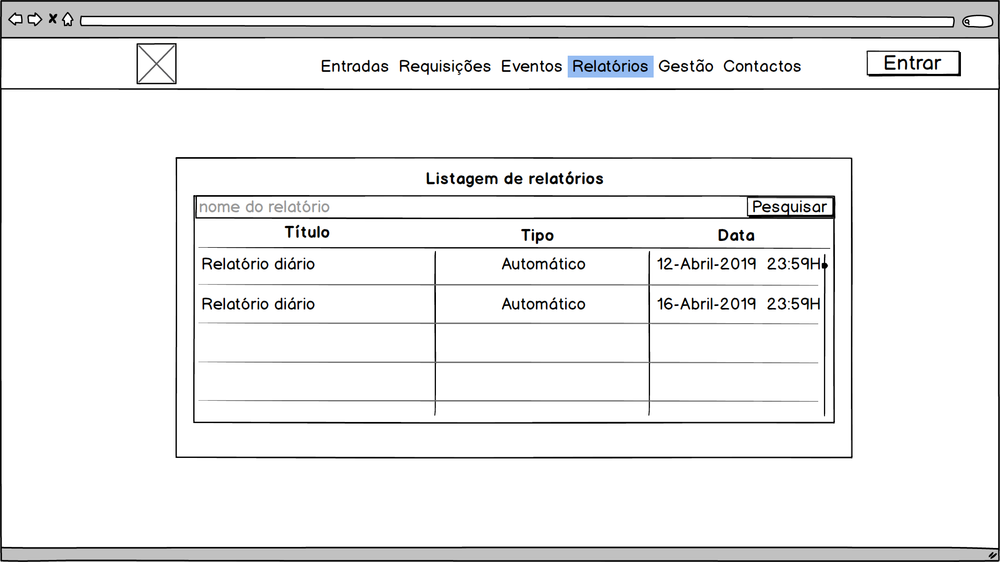 Entradas Requisições Eventos Relatórios Gestão Contactos Entrar
Listagem de relatórios
nome do relatório Pesquisar
Título Tipo Data
Relatório diário Automático 12-Abril-2019 23:59H
Relatório diário Automático 16-Abril-2019 23:59H